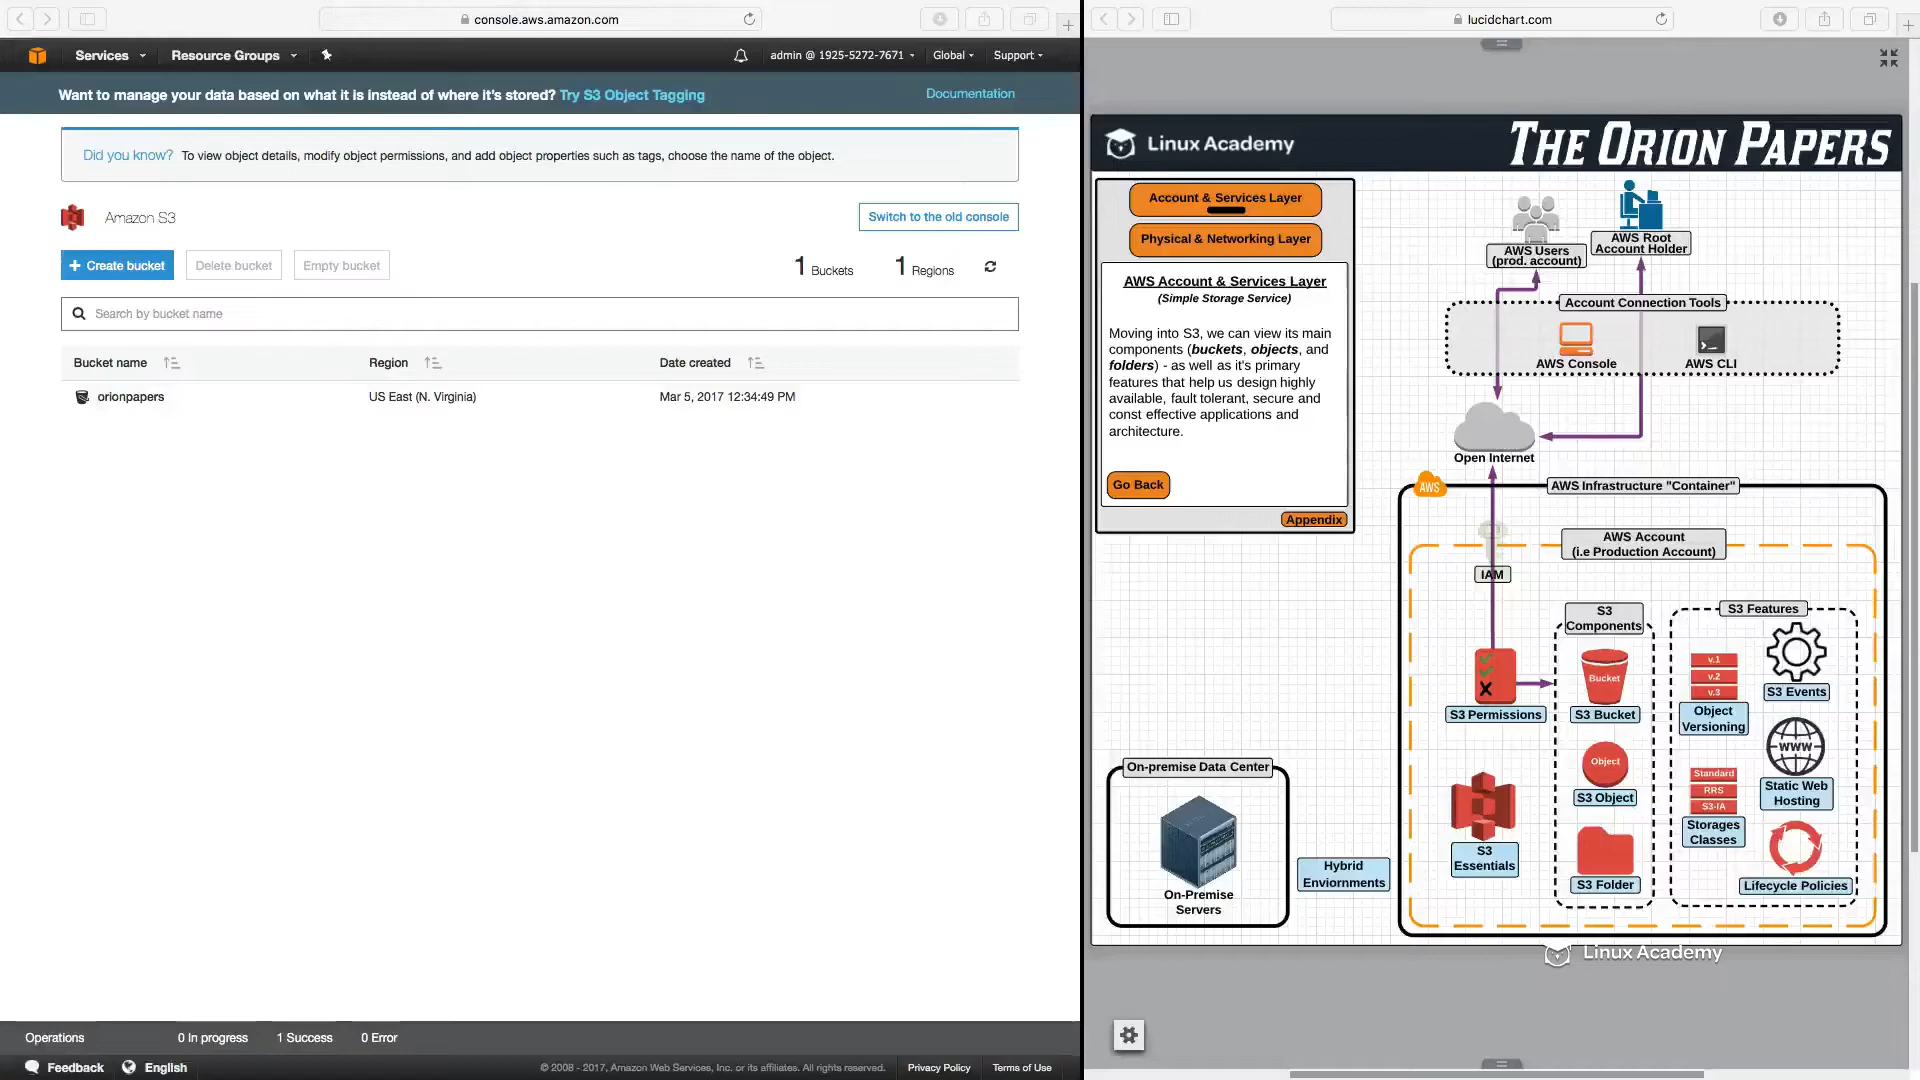 console.aws.amazon.com
Services
Resource Groups
admin @ 1925-5272-7671
Global
Support
Want to manage your data based on what it is instead of where it's stored? Try S3 Object Tagging
Documentation
Did you know? To view object details, modify object permissions, and add object properties such as tags, choose the name of the object.
Amazon S3
Switch to the old console
+ Create bucket
Delete bucket
Empty bucket
1 Buckets
1 Regions
Search by bucket name
Bucket name
Region
Date created
orionpapers
US East (N. Virginia)
Mar 5, 2017 12:34:49 PM
Operations
0 In progress
1 Success
0 Error
Feedback
English
© 2008 - 2017, Amazon Web Services, Inc. or its affiliates. All rights reserved.
Privacy Policy
Terms of Use
lucidchart.com
Linux Academy
THE ORION PAPERS
Account & Services Layer
Physical & Networking Layer
AWS Account & Services Layer
(Simple Storage Service)
Moving into S3, we can view its main
components (buckets, objects, and
folders) - as well as it's primary
features that help us design highly
available, fault tolerant, secure and
const effective applications and
architecture.
Go Back
Appendix
AWS Users
(prod. account)
AWS Root
Account Holder
Account Connection Tools
AWS Console
AWS CLI
Open Internet
AWS
AWS Infrastructure "Container"
AWS Account
(i.e Production Account)
IAM
S3 Permissions
S3
Essentials
S3
Components
Bucket
S3 Bucket
Object
S3 Object
S3 Folder
S3 Features
v.1
v.2
v.3
Object
Versioning
S3 Events
WWW
Static Web
Hosting
Standard
RRS
S3-IA
Storages
Classes
Lifecycle Policies
On-premise Data Center
On-Premise
Servers
Hybrid
Enviornments
Linux Academy